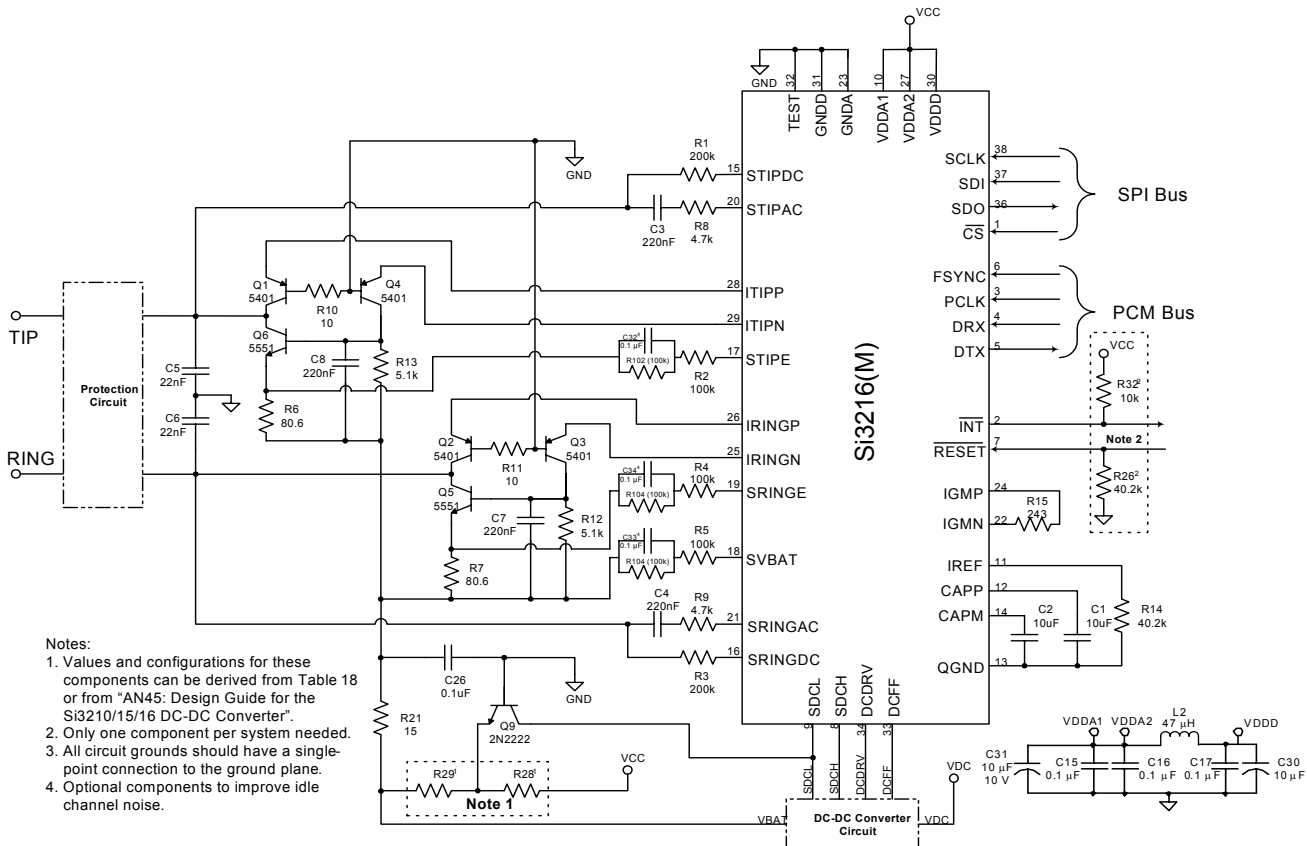 VCC
GND
32
31
23
10
27
30
TEST
GNDD
GNDA
VDDA1
VDDA2
VDDD
R1
200k
15
STIPDC
GND
20
STIPAC
C3
220nF
R8
4.7k
SCLK
38
SDI
37
SDO
36
CS
1
SPI Bus
FSYNC
6
PCLK
3
DRX
4
DTX
5
PCM Bus
Q1
5401
Q4
5401
R10
10
28
ITIPP
29
ITIPN
TIP
Q6
5551
C8
220nF
R13
5.1k
C32⁴
0.1 µF
R102 (100k)
17
STIPE
R2
100k
C5
22nF
Protection
Circuit
C6
22nF
R6
80.6
VCC
R32²
10k
INT
2
Note 2
RESET
7
R26²
40.2k
Si3216(M)
26
IRINGP
25
IRINGN
Q2
5401
Q3
5401
R11
10
RING
Q5
5551
C7
220nF
R12
5.1k
C34⁴
0.1 µF
R104 (100k)
R4
100k
19
SRINGE
IGMP
24
R15
243
IGMN
22
R7
80.6
C33⁴
0.1 µF
R104 (100k)
R5
100k
18
SVBAT
IREF
11
CAPP
12
CAPM
14
C2
10uF
C1
10uF
R14
40.2k
QGND
13
C4
220nF
R9
4.7k
21
SRINGAC
16
SRINGDC
R3
200k
Notes:
1. Values and configurations for these
components can be derived from Table 18
or from “AN45: Design Guide for the
Si3210/15/16 DC-DC Converter”.
2. Only one component per system needed.
3. All circuit grounds should have a single-
point connection to the ground plane.
4. Optional components to improve idle
channel noise.
C26
0.1uF
GND
R21
15
Q9
2N2222
R29¹
R28¹
VCC
Note 1
SDCL
SDCH
DCDRV
DCFF
9
8
34
33
SDCL
SDCH
DCDRV
DCFF
VBAT
DC-DC Converter
Circuit
VDC
VDC
VDDA1
VDDA2
L2
47 µH
VDDD
C31
10 µF
10 V
C15
0.1 µF
C16
0.1 µF
C17
0.1 µF
C30
10 µF